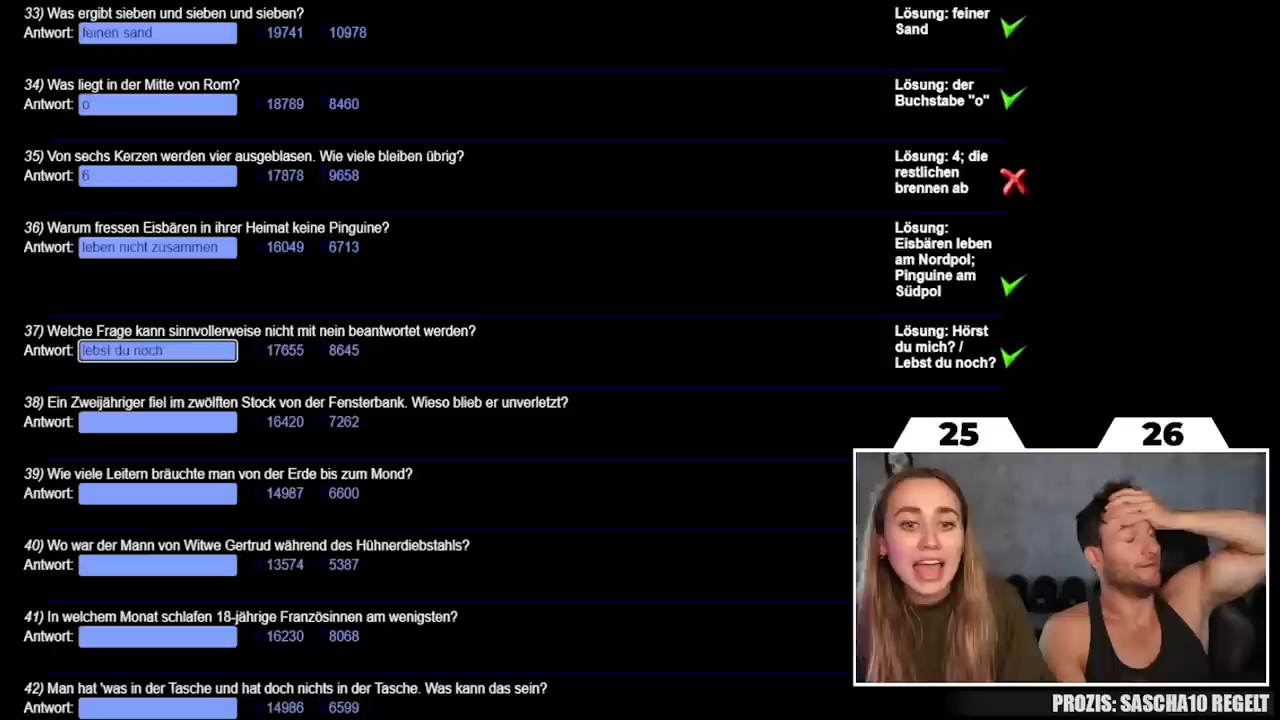 33) Was ergibt sieben und sieben und sieben?
Antwort: feinen sand 19741 10978
Lösung: feiner
Sand
34) Was liegt in der Mitte von Rom?
Antwort: o 18789 8460
Lösung: der
Buchstabe "o"
35) Von sechs Kerzen werden vier ausgeblasen. Wie viele bleiben übrig?
Antwort: 6 17878 9658
Lösung: 4; die
restlichen
brennen ab
36) Warum fressen Eisbären in ihrer Heimat keine Pinguine?
Antwort: leben nicht zusammen 16049 6713
Lösung:
Eisbären leben
am Nordpol;
Pinguine am
Südpol
37) Welche Frage kann sinnvollerweise nicht mit nein beantwortet werden?
Antwort: lebst du noch 17655 8645
Lösung: Hörst
du mich? /
Lebst du noch?
38) Ein Zweijähriger fiel im zwölften Stock von der Fensterbank. Wieso blieb er unverletzt?
Antwort: 16420 7262
39) Wie viele Leitern bräuchte man von der Erde bis zum Mond?
Antwort: 14987 6600
40) Wo war der Mann von Witwe Gertrud während des Hühnerdiebstahls?
Antwort: 13574 5387
41) In welchem Monat schlafen 18-jährige Französinnen am wenigsten?
Antwort: 16230 8068
42) Man hat 'was in der Tasche und hat doch nichts in der Tasche. Was kann das sein?
Antwort: 14986 6599
25 26
PROZIS: SASCHA10 REGELT